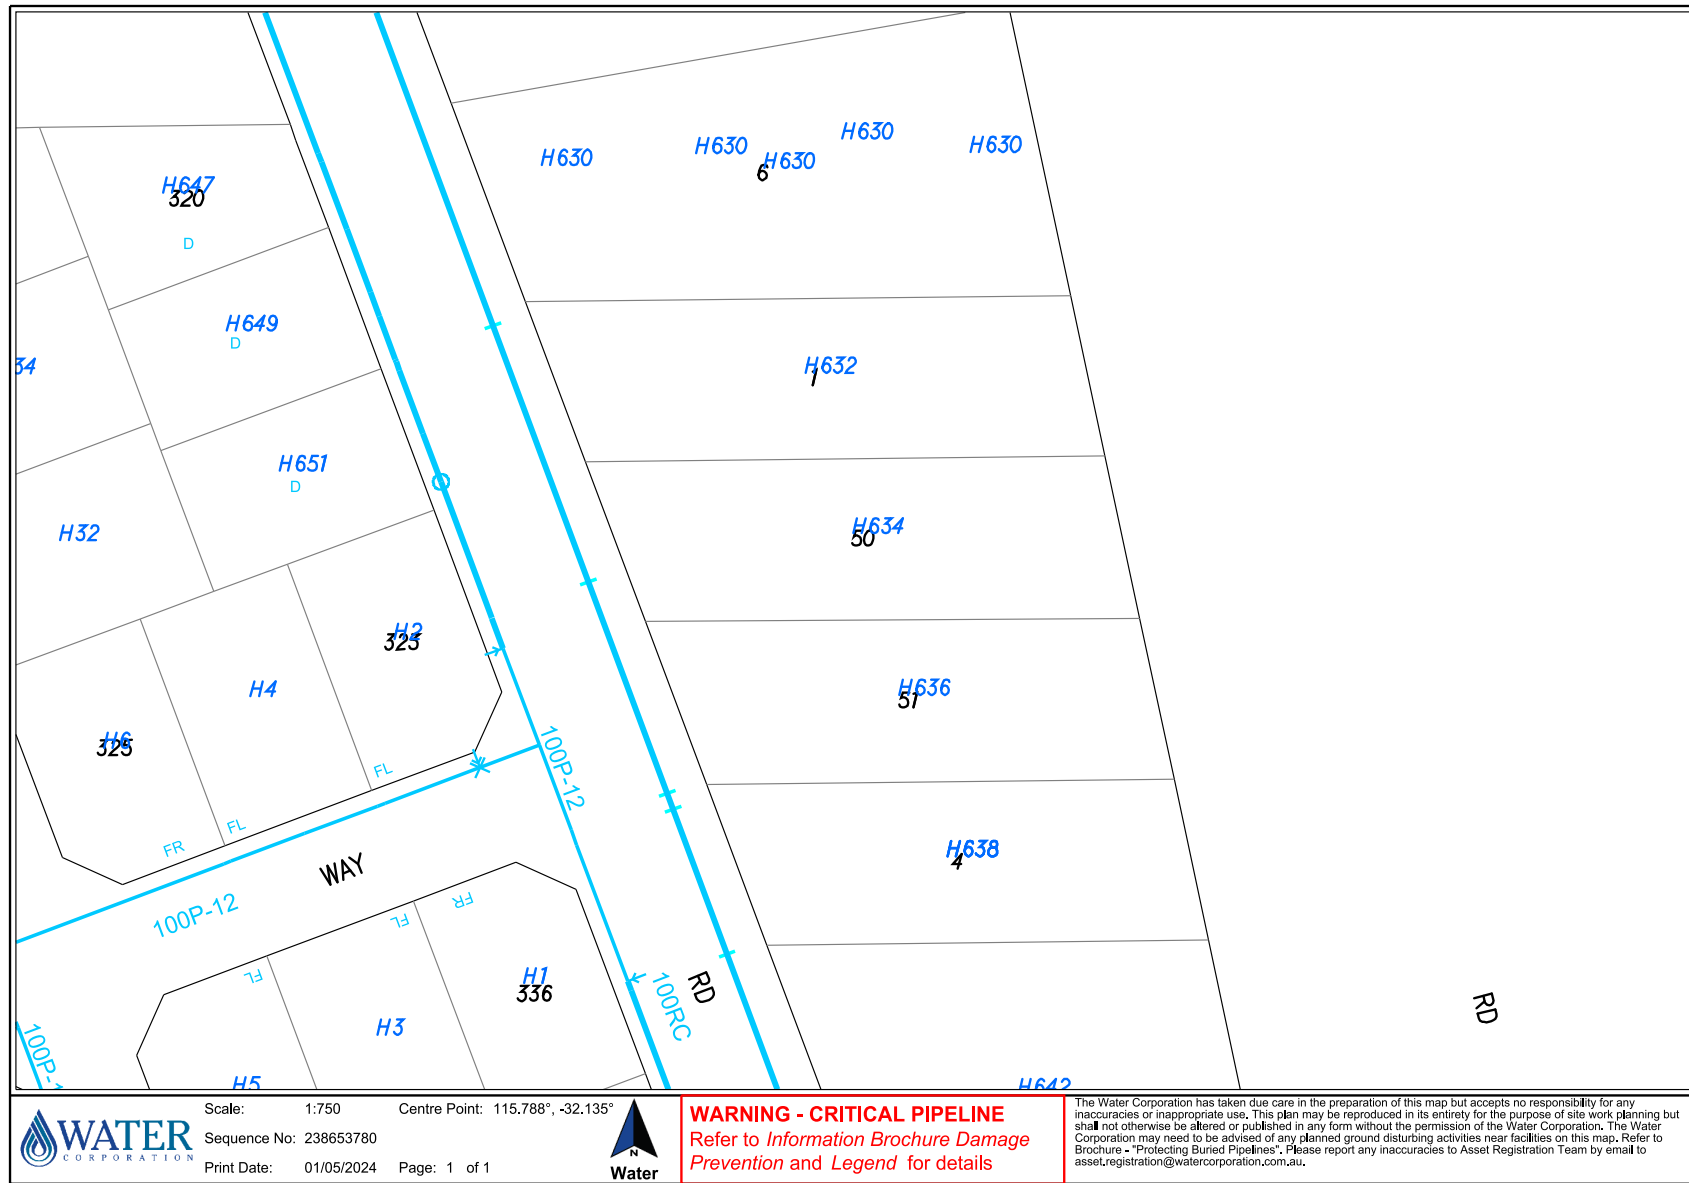 H630
H630
H630
H630
H630
6
H647
320
D
H649
D
34
H632
1
H651
D
H32
H634
50
H2
323
H4
H636
51
H6
325
FL
100P-12
FL
FR
WAY
H638
4
100P-12
FR
FL
FL
H1
336
H3
100RC
RD
RD
100P-1
H5
H642
WATER
CORPORATION
Scale: 1:750 Centre Point: 115.788°, -32.135°
Sequence No: 238653780
Print Date: 01/05/2024 Page: 1 of 1
N
Water
WARNING - CRITICAL PIPELINE
Refer to Information Brochure Damage
Prevention and Legend for details
The Water Corporation has taken due care in the preparation of this map but accepts no responsibility for any
inaccuracies or inappropriate use. This plan may be reproduced in its entirety for the purpose of site work planning but
shall not otherwise be altered or published in any form without the permission of the Water Corporation. The Water
Corporation may need to be advised of any planned ground disturbing activities near facilities on this map. Refer to
Brochure - "Protecting Buried Pipelines". Please report any inaccuracies to Asset Registration Team by email to
asset.registration@watercorporation.com.au.